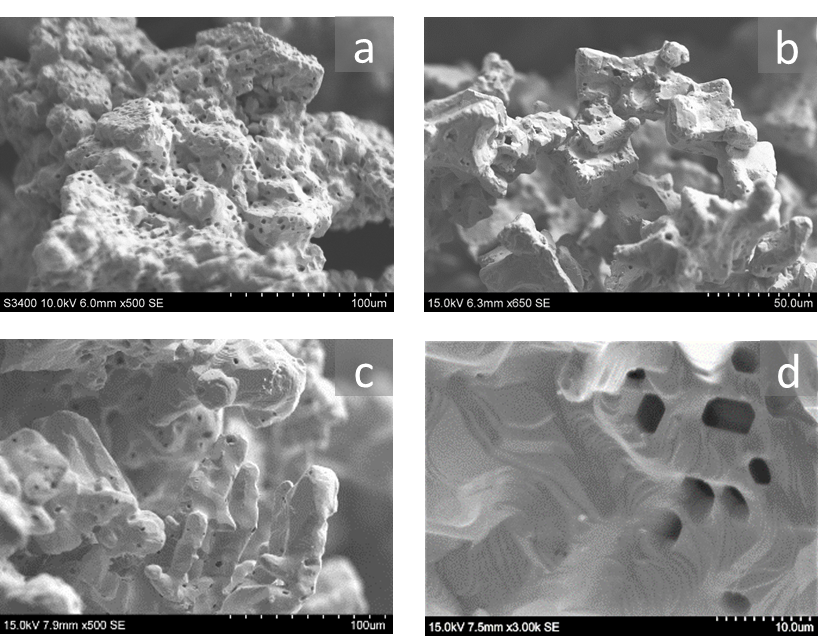 a
S3400 10.0kV 6.0mm x500 SE 100um
b
15.0kV 6.3mm x650 SE 50.0um
c
15.0kV 7.9mm x500 SE 100um
d
15.0kV 7.5mm x3.00k SE 10.0um